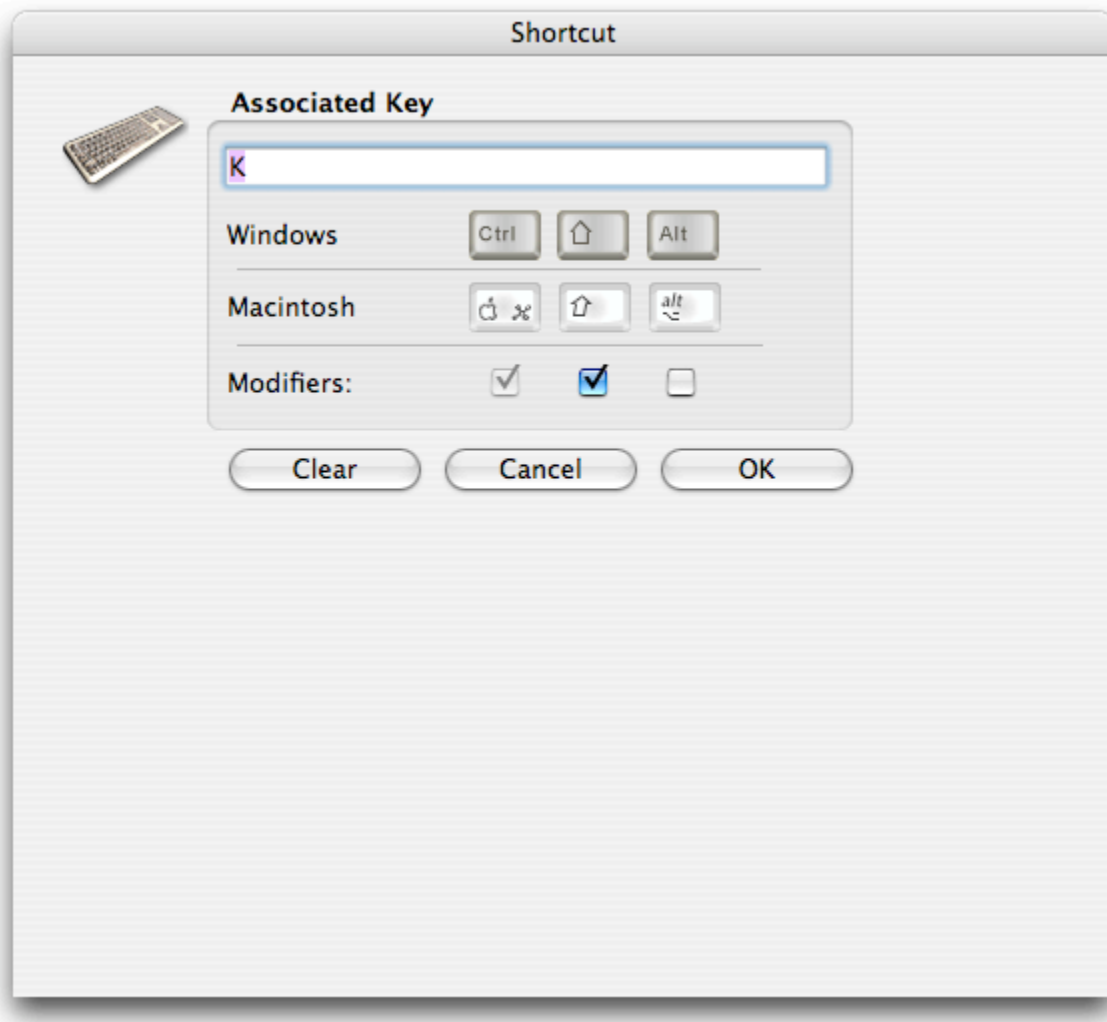 Shortcut
Associated Key
K
Windows Ctrl Alt
Macintosh alt
Modifiers:
Clear Cancel OK